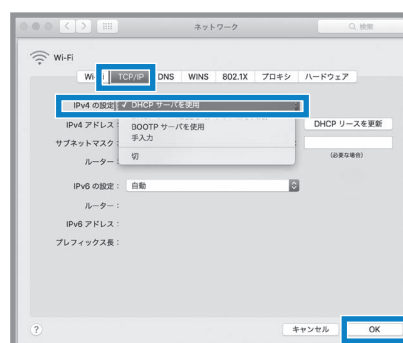 ネットワーク
検索
Wi-Fi
TCP/IP DNS WINS 802.1X プロキシ ハードウェア
IPv4 の設定 ✓ DHCP サーバを使用
IPv4 アドレス：
BOOTP サーバを使用
DHCP リースを更新
手入力
サブネットマスク：
（必要な場合）
切
ルーター：
IPv6 の設定： 自動
ルーター：
IPv6 アドレス：
プレフィックス長：
? キャンセル OK